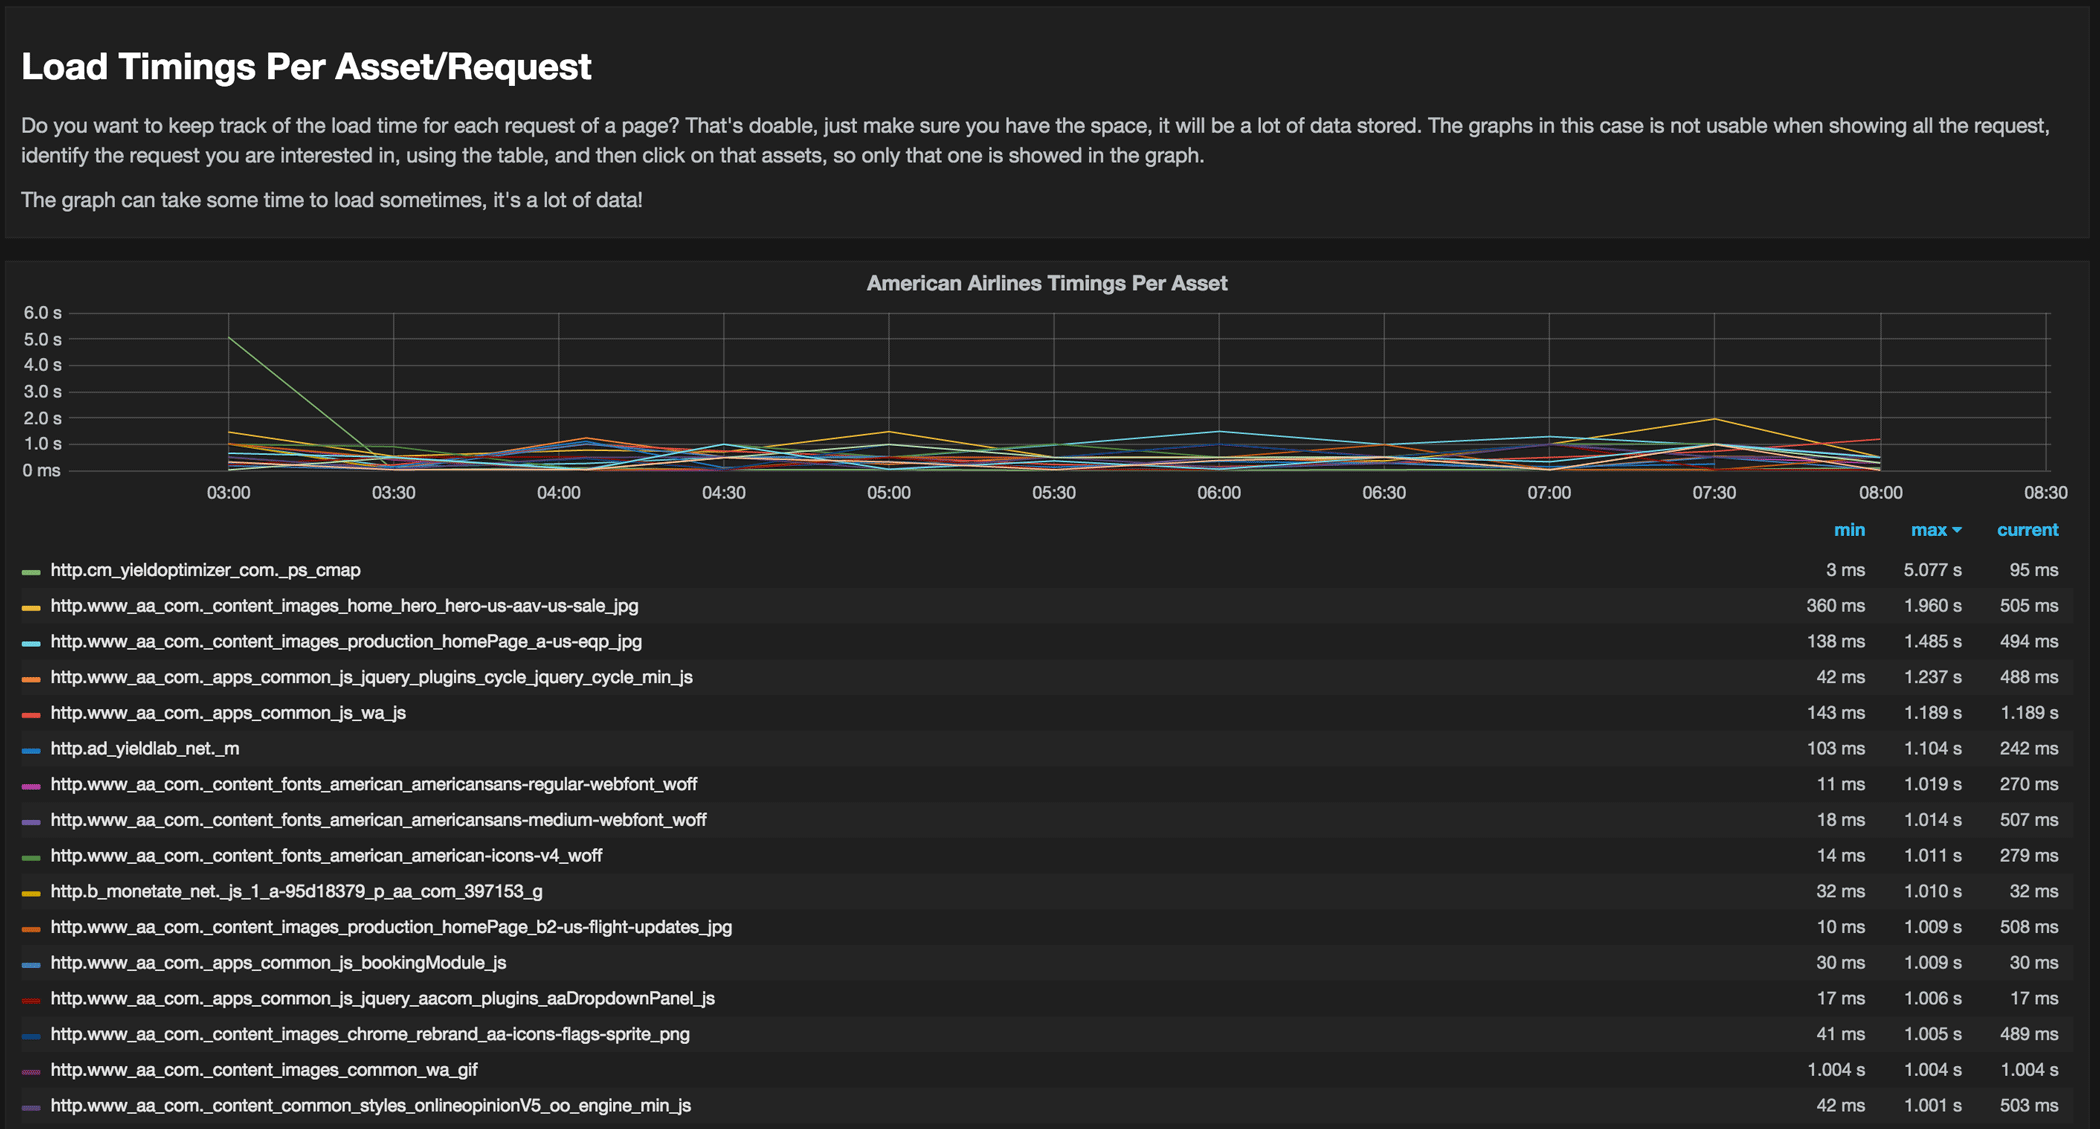 Load Timings Per Asset/Request
Do you want to keep track of the load time for each request of a page? That's doable, just make sure you have the space, it will be a lot of data stored. The graphs in this case is not usable when showing all the request,
identify the request you are interested in, using the table, and then click on that assets, so only that one is showed in the graph.
The graph can take some time to load sometimes, it's a lot of data!
American Airlines Timings Per Asset
6.0 s
5.0 s
4.0 s
3.0 s
2.0 s
1.0 s
0 ms
03:00 03:30 04:00 04:30 05:00 05:30 06:00 06:30 07:00 07:30 08:00 08:30
min max current
http.cm_yieldoptimizer_com._ps_cmap 3 ms 5.077 s 95 ms
http.www_aa_com._content_images_home_hero_hero-us-aav-us-sale_jpg 360 ms 1.960 s 505 ms
http.www_aa_com._content_images_production_homePage_a-us-eqp_jpg 138 ms 1.485 s 494 ms
http.www_aa_com._apps_common_js_jquery_plugins_cycle_jquery_cycle_min_js 42 ms 1.237 s 488 ms
http.www_aa_com._apps_common_js_wa_js 143 ms 1.189 s 1.189 s
http.ad_yieldlab_net._m 103 ms 1.104 s 242 ms
http.www_aa_com._content_fonts_american_americansans-regular-webfont_woff 11 ms 1.019 s 270 ms
http.www_aa_com._content_fonts_american_americansans-medium-webfont_woff 18 ms 1.014 s 507 ms
http.www_aa_com._content_fonts_american_american-icons-v4_woff 14 ms 1.011 s 279 ms
http.b_monetate_net._js_1_a-95d18379_p_aa_com_397153_g 32 ms 1.010 s 32 ms
http.www_aa_com._content_images_production_homePage_b2-us-flight-updates_jpg 10 ms 1.009 s 508 ms
http.www_aa_com._apps_common_js_bookingModule_js 30 ms 1.009 s 30 ms
http.www_aa_com._apps_common_js_jquery_aacom_plugins_aaDropdownPanel_js 17 ms 1.006 s 17 ms
http.www_aa_com._content_images_chrome_rebrand_aa-icons-flags-sprite_png 41 ms 1.005 s 489 ms
http.www_aa_com._content_images_common_wa_gif 1.004 s 1.004 s 1.004 s
http.www_aa_com._content_common_styles_onlineopinionV5_oo_engine_min_js 42 ms 1.001 s 503 ms